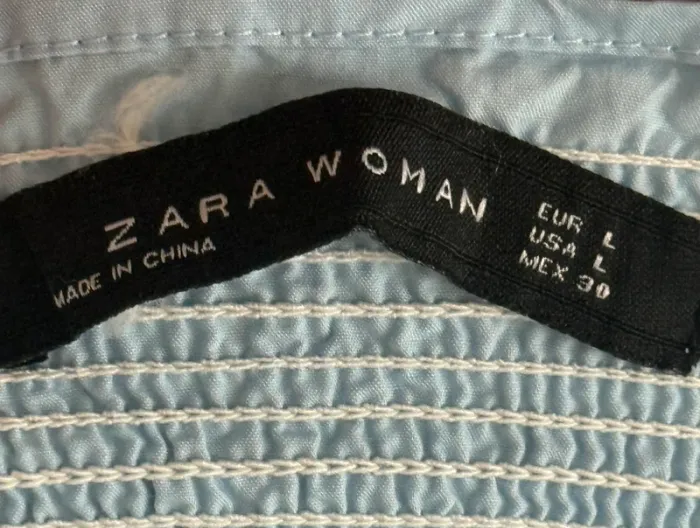 ZARA WOMAN
MADE IN CHINA
EUR L
USA L
MEX 30